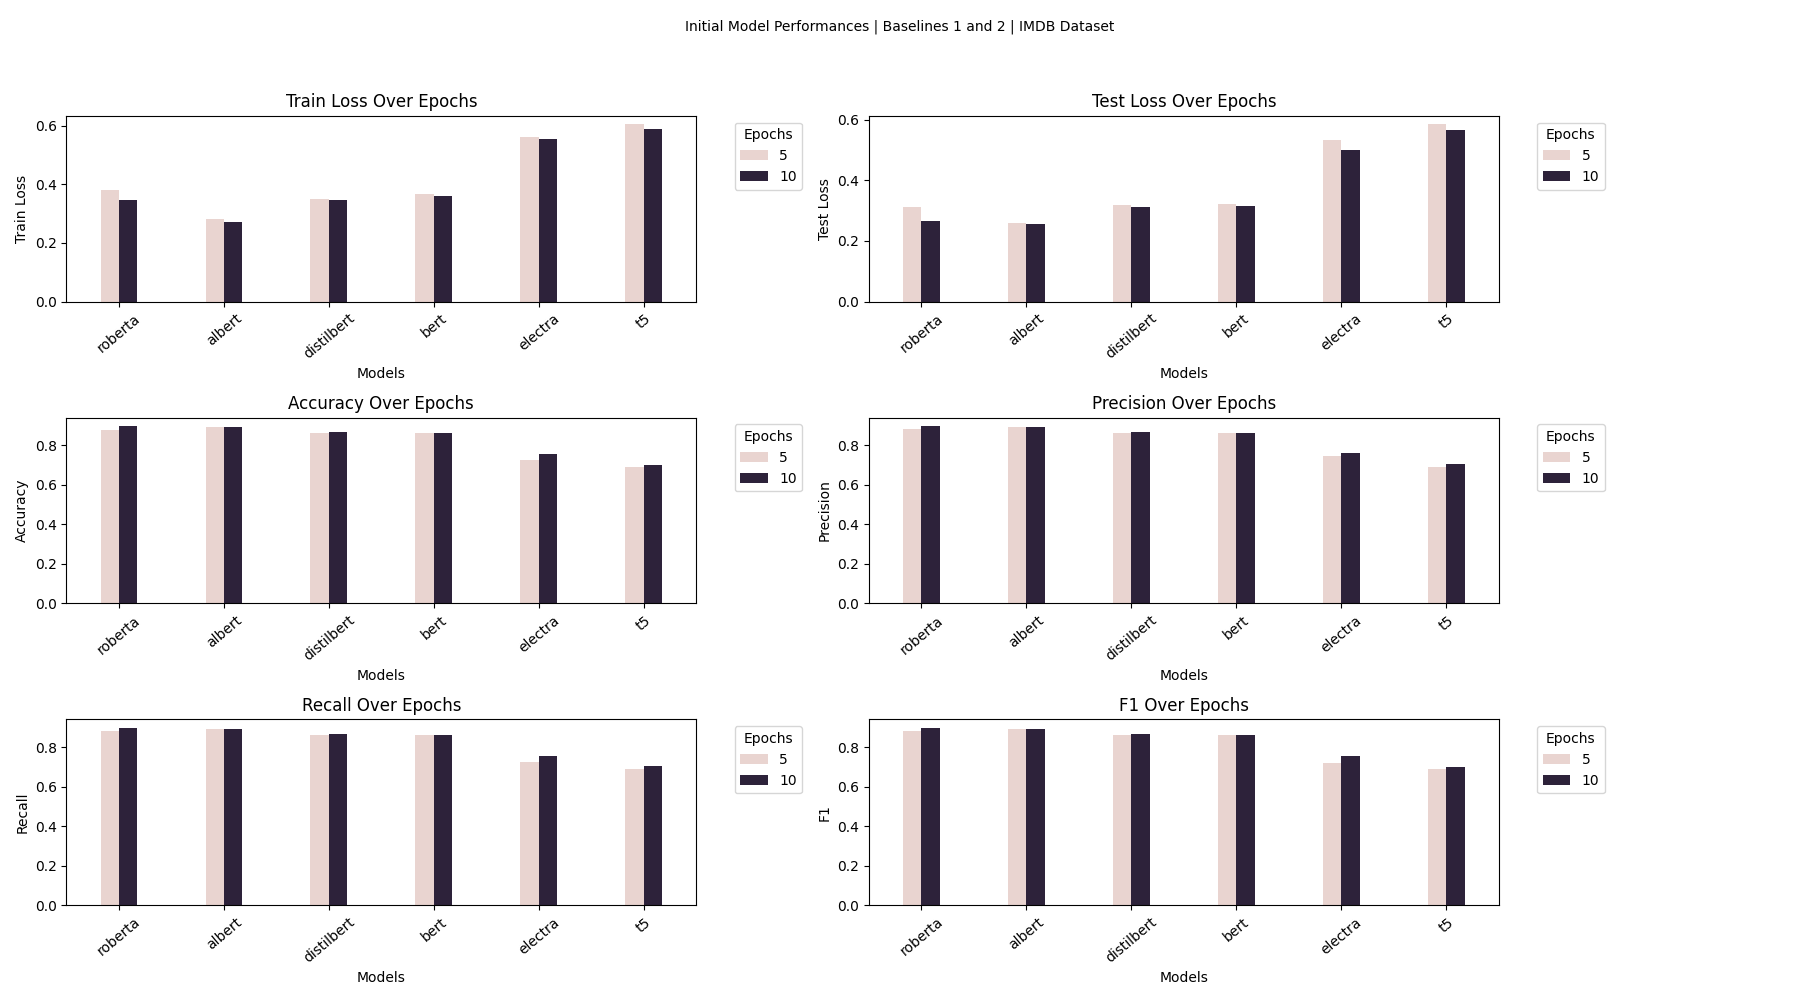 Initial Model Performances | Baselines 1 and 2 | IMDB Dataset
Train Loss Over Epochs
Train Loss
0.6
0.4
0.2
0.0
roberta
albert
distilbert
bert
electra
t5
Models
Epochs
5
10
Test Loss Over Epochs
Test Loss
0.6
0.4
0.2
0.0
roberta
albert
distilbert
bert
electra
t5
Models
Epochs
5
10
Accuracy Over Epochs
Accuracy
0.8
0.6
0.4
0.2
0.0
roberta
albert
distilbert
bert
electra
t5
Models
Epochs
5
10
Precision Over Epochs
Precision
0.8
0.6
0.4
0.2
0.0
roberta
albert
distilbert
bert
electra
t5
Models
Epochs
5
10
Recall Over Epochs
Recall
0.8
0.6
0.4
0.2
0.0
roberta
albert
distilbert
bert
electra
t5
Models
Epochs
5
10
F1 Over Epochs
F1
0.8
0.6
0.4
0.2
0.0
roberta
albert
distilbert
bert
electra
t5
Models
Epochs
5
10